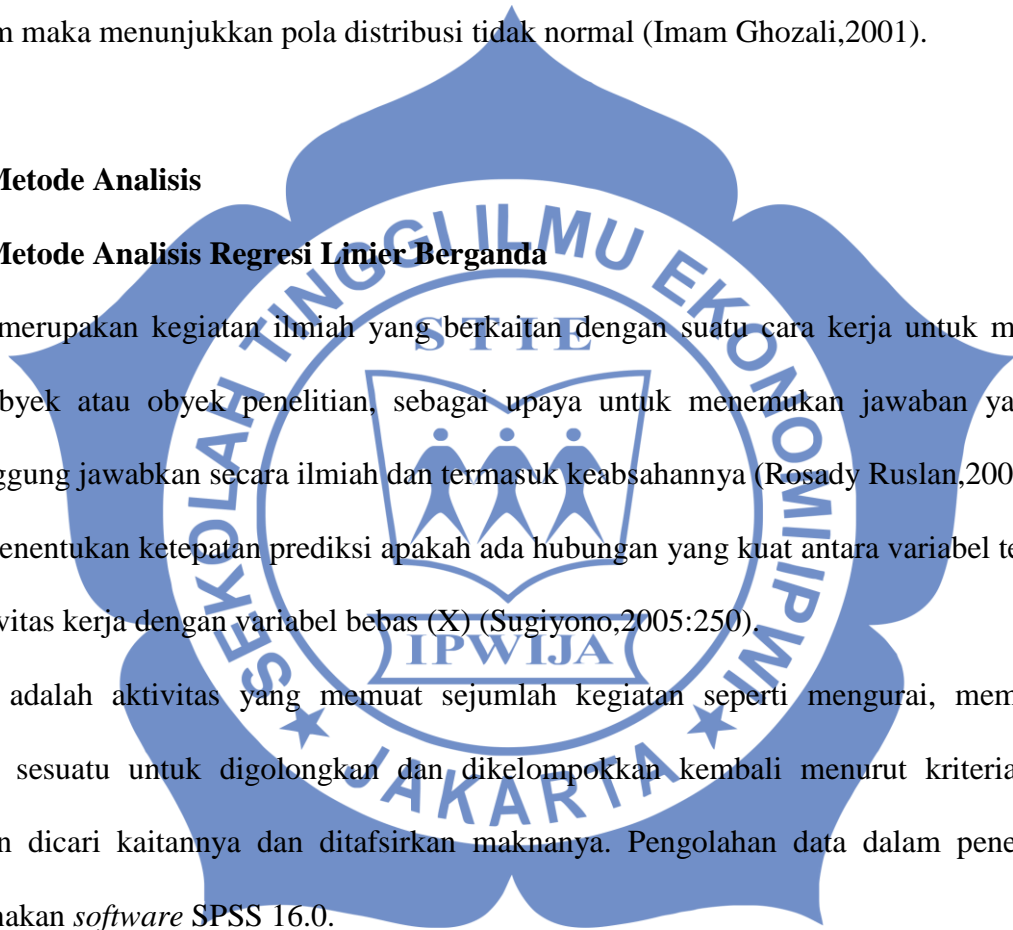 m maka menunjukkan pola distribusi tidak normal (Imam Ghozali,2001).
Metode Analisis
Metode Analisis Regresi Linier Berganda
merupakan kegiatan ilmiah yang berkaitan dengan suatu cara kerja untuk m
byek atau obyek penelitian, sebagai upaya untuk menemukan jawaban ya
ggung jawabkan secara ilmiah dan termasuk keabsahannya (Rosady Ruslan,200
enentukan ketepatan prediksi apakah ada hubungan yang kuat antara variabel te
vitas kerja dengan variabel bebas (X) (Sugiyono,2005:250).
adalah aktivitas yang memuat sejumlah kegiatan seperti mengurai, mem
sesuatu untuk digolongkan dan dikelompokkan kembali menurut kriteria
n dicari kaitannya dan ditafsirkan maknanya. Pengolahan data dalam pene
nakan software SPSS 16.0.
SEKOLAH TINGGI ILMU EKONOMI IPWI
STIE
IPWIJA
JAKARTA